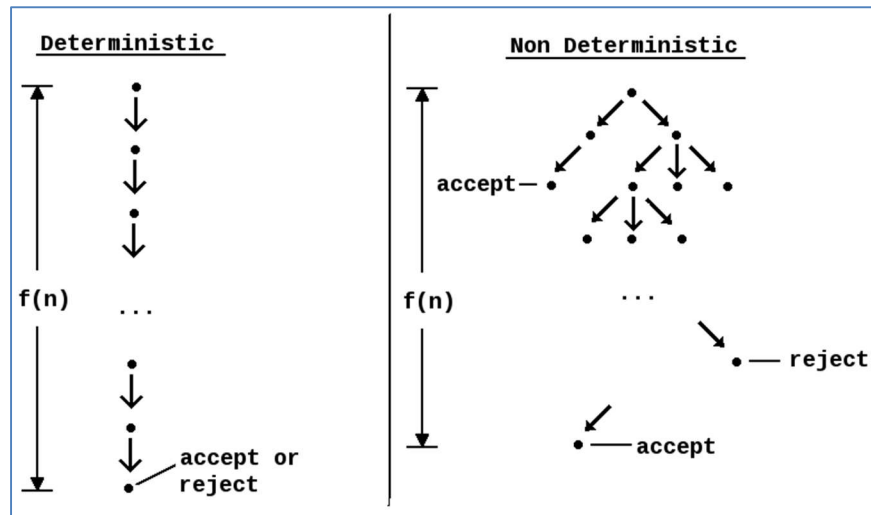 Deterministic
f(n)
...
accept or
reject
Non Deterministic
accept
f(n)
...
reject
accept